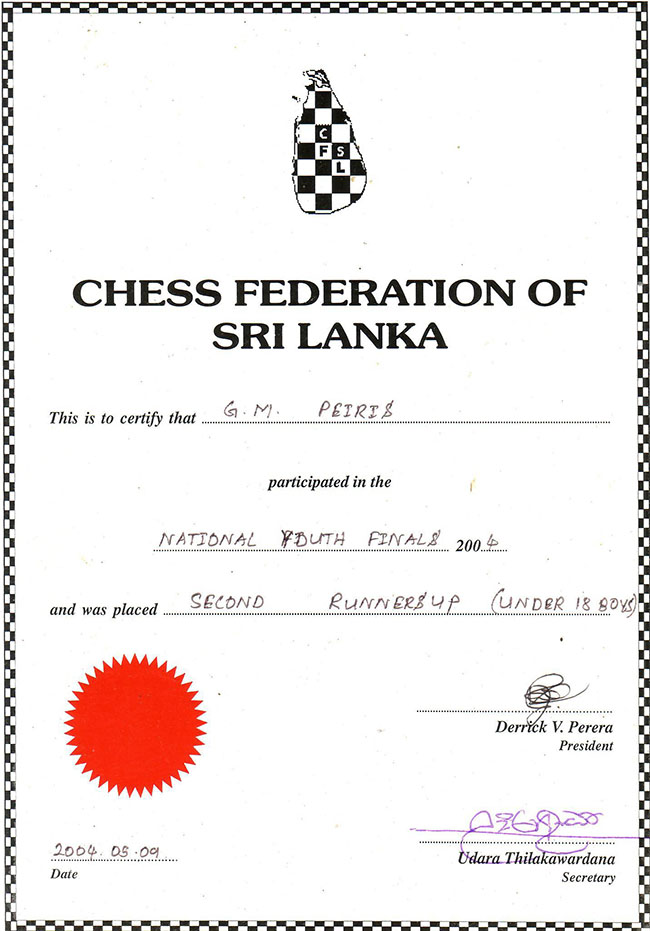 C
F S
L
CHESS FEDERATION OF
SRI LANKA
This is to certify that G.M. PEIRIS
participated in the
NATIONAL YOUTH FINALS 2004
and was placed SECOND RUNNERSUP (UNDER 18 BOYS)
Derrick V. Perera
President
2004.05.09
Udara Thilakawardana
Date
Secretary